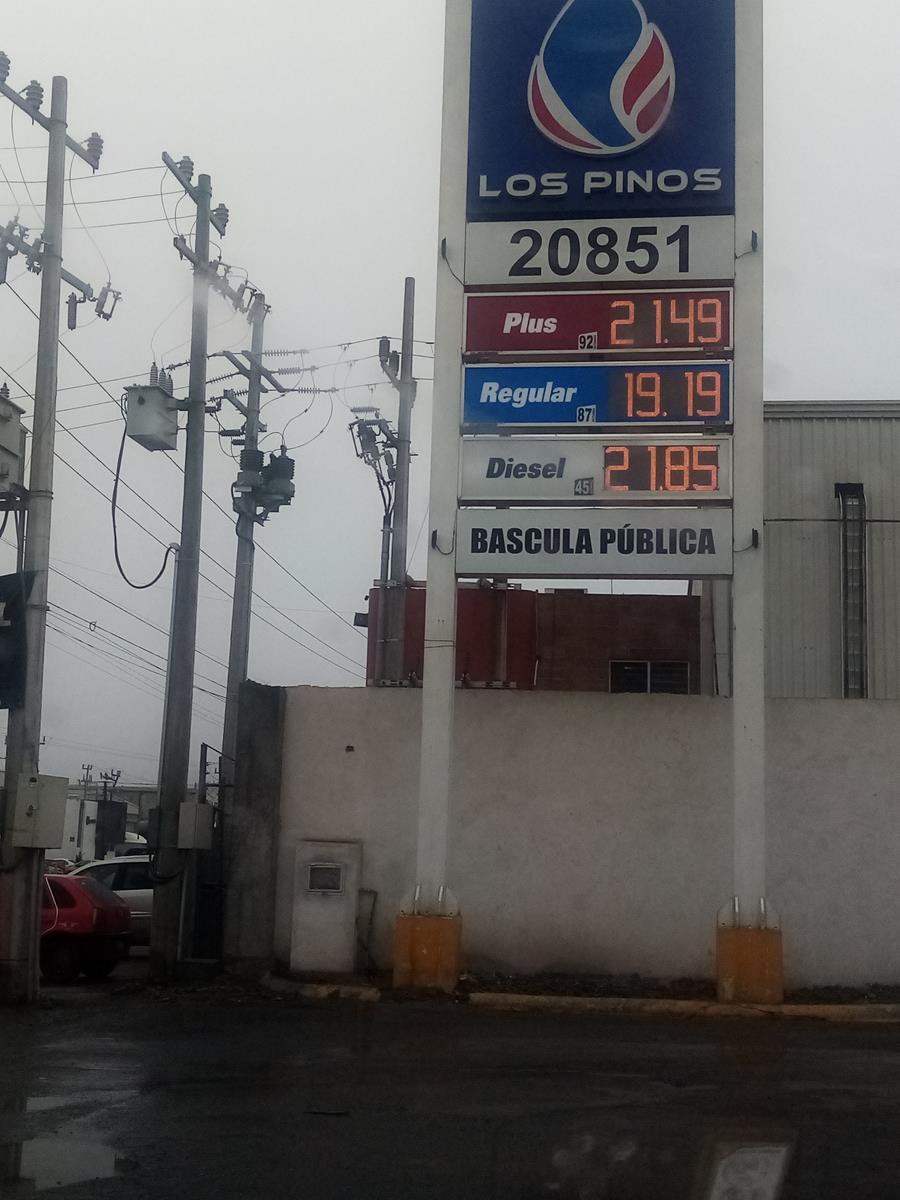 LOS PINOS
20851
Plus 92 21.49
Regular 87 19.19
Diesel 45 21.85
BASCULA PÚBLICA